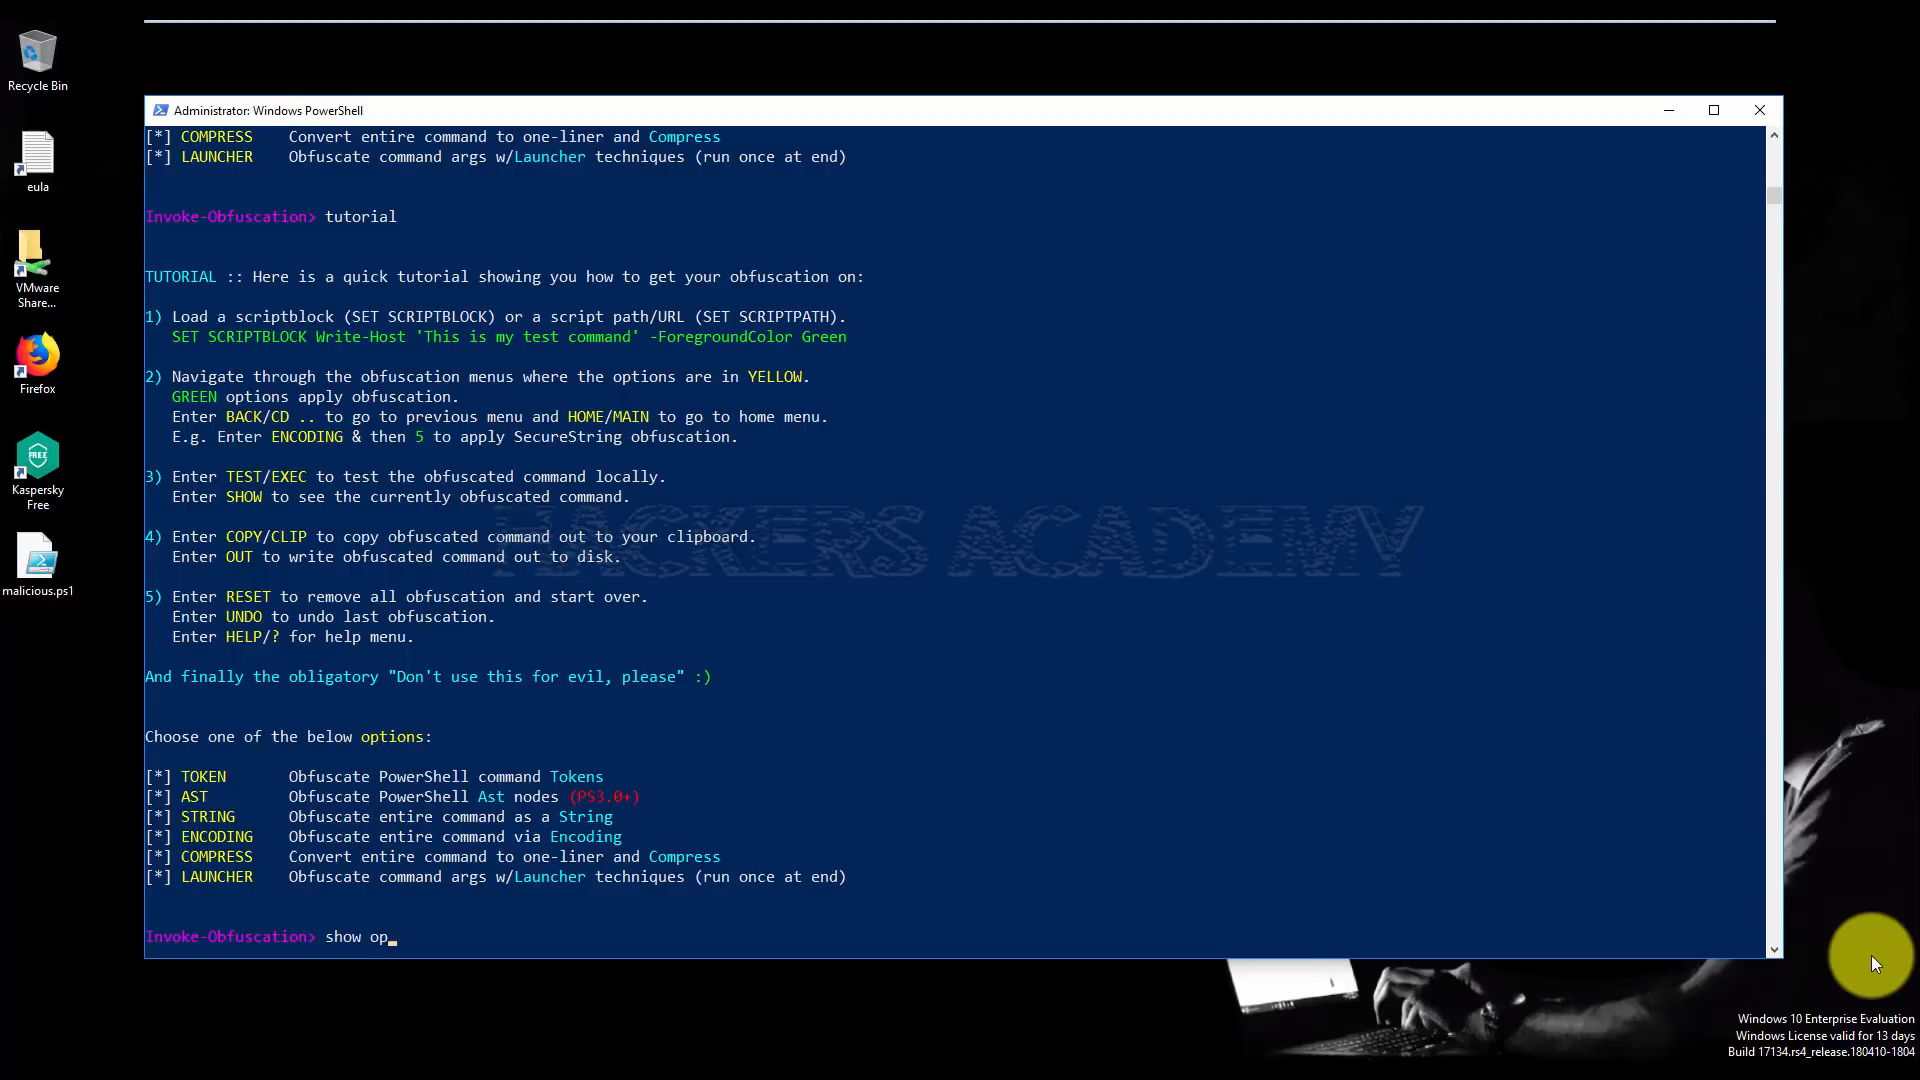 Recycle Bin
eula
VMware
Share...
Firefox
Kaspersky
Free
malicious.ps1
Administrator: Windows PowerShell
[*] COMPRESS    Convert entire command to one-liner and Compress
[*] LAUNCHER    Obfuscate command args w/Launcher techniques (run once at end)
Invoke-Obfuscation> tutorial
TUTORIAL :: Here is a quick tutorial showing you how to get your obfuscation on:
1) Load a scriptblock (SET SCRIPTBLOCK) or a script path/URL (SET SCRIPTPATH).
SET SCRIPTBLOCK Write-Host 'This is my test command' -ForegroundColor Green
2) Navigate through the obfuscation menus where the options are in YELLOW.
GREEN options apply obfuscation.
Enter BACK/CD .. to go to previous menu and HOME/MAIN to go to home menu.
E.g. Enter ENCODING & then 5 to apply SecureString obfuscation.
3) Enter TEST/EXEC to test the obfuscated command locally.
Enter SHOW to see the currently obfuscated command.
4) Enter COPY/CLIP to copy obfuscated command out to your clipboard.
Enter OUT to write obfuscated command out to disk.
HACKERS ACADEMY
5) Enter RESET to remove all obfuscation and start over.
Enter UNDO to undo last obfuscation.
Enter HELP/? for help menu.
And finally the obligatory "Don't use this for evil, please" :)
Choose one of the below options:
[*] TOKEN       Obfuscate PowerShell command Tokens
[*] AST         Obfuscate PowerShell Ast nodes (PS3.0+)
[*] STRING      Obfuscate entire command as a String
[*] ENCODING    Obfuscate entire command via Encoding
[*] COMPRESS    Convert entire command to one-liner and Compress
[*] LAUNCHER    Obfuscate command args w/Launcher techniques (run once at end)
Invoke-Obfuscation> show op
Windows 10 Enterprise Evaluation
Windows License valid for 13 days
Build 17134.rs4_release.180410-1804